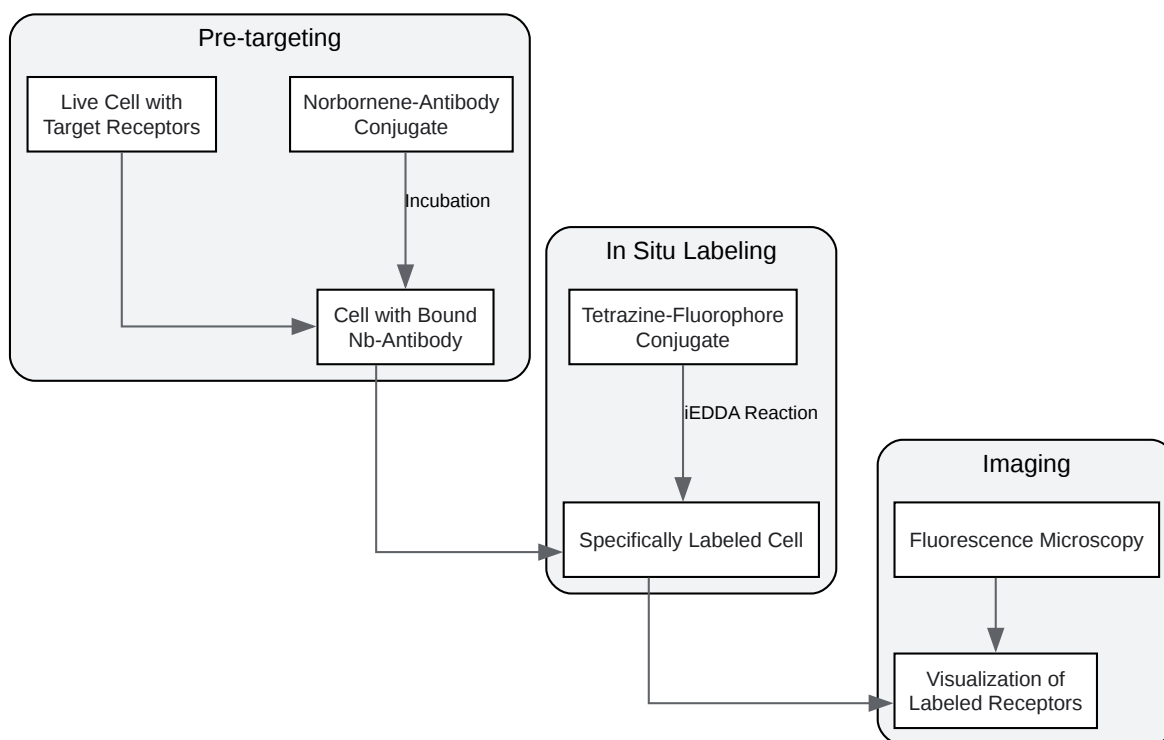 Pre-targeting
Live Cell with
Target Receptors
Norbornene-Antibody
Conjugate
Incubation
Cell with Bound
Nb-Antibody
In Situ Labeling
Tetrazine-Fluorophore
Conjugate
iEDDA Reaction
Specifically Labeled Cell
Imaging
Fluorescence Microscopy
Visualization of
Labeled Receptors